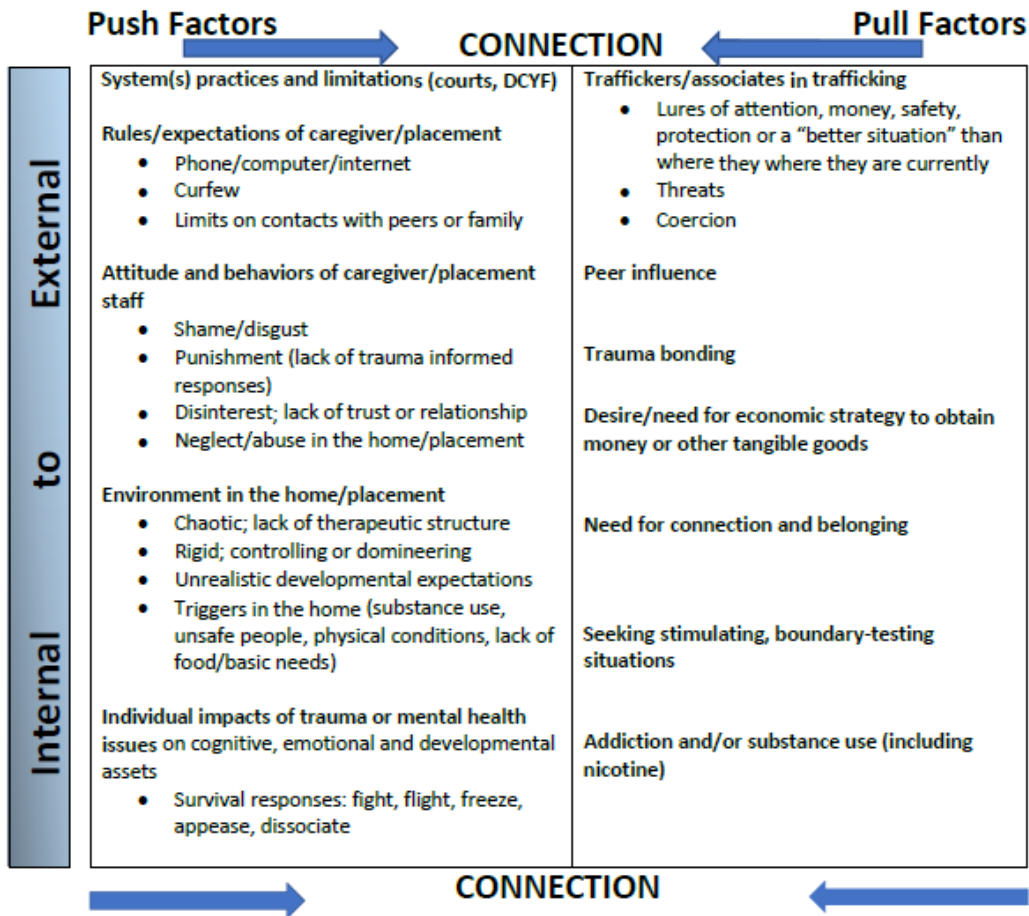 Push Factors
Pull Factors
CONNECTION
External
to
Internal
System(s) practices and limitations (courts, DCYF)
Rules/expectations of caregiver/placement
• Phone/computer/internet
• Curfew
• Limits on contacts with peers or family
Attitude and behaviors of caregiver/placement
staff
• Shame/disgust
• Punishment (lack of trauma informed
responses)
• Disinterest; lack of trust or relationship
• Neglect/abuse in the home/placement
Environment in the home/placement
• Chaotic; lack of therapeutic structure
• Rigid; controlling or domineering
• Unrealistic developmental expectations
• Triggers in the home (substance use,
unsafe people, physical conditions, lack of
food/basic needs)
Individual impacts of trauma or mental health
issues on cognitive, emotional and developmental
assets
• Survival responses: fight, flight, freeze,
appease, dissociate
Traffickers/associates in trafficking
• Lures of attention, money, safety,
protection or a “better situation” than
where they where they are currently
• Threats
• Coercion
Peer influence
Trauma bonding
Desire/need for economic strategy to obtain
money or other tangible goods
Need for connection and belonging
Seeking stimulating, boundary-testing
situations
Addiction and/or substance use (including
nicotine)
CONNECTION